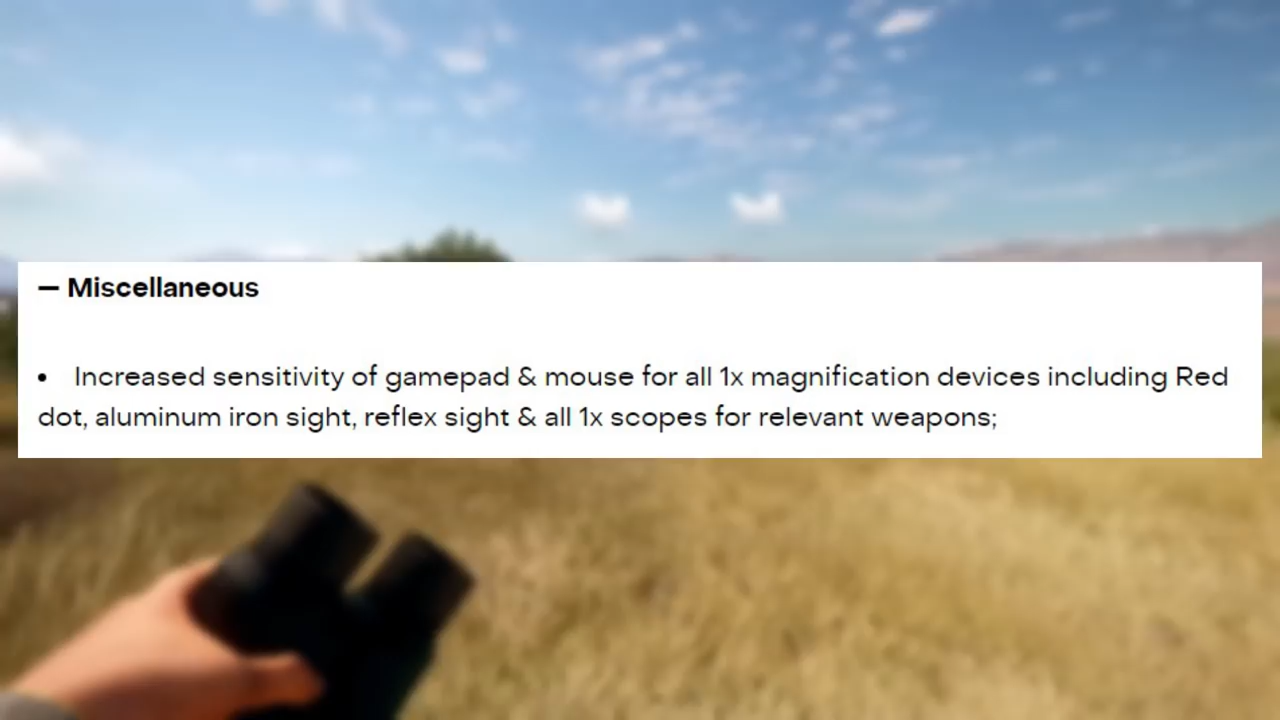 — Miscellaneous
• Increased sensitivity of gamepad & mouse for all 1x magnification devices including Red
dot, aluminum iron sight, reflex sight & all 1x scopes for relevant weapons;